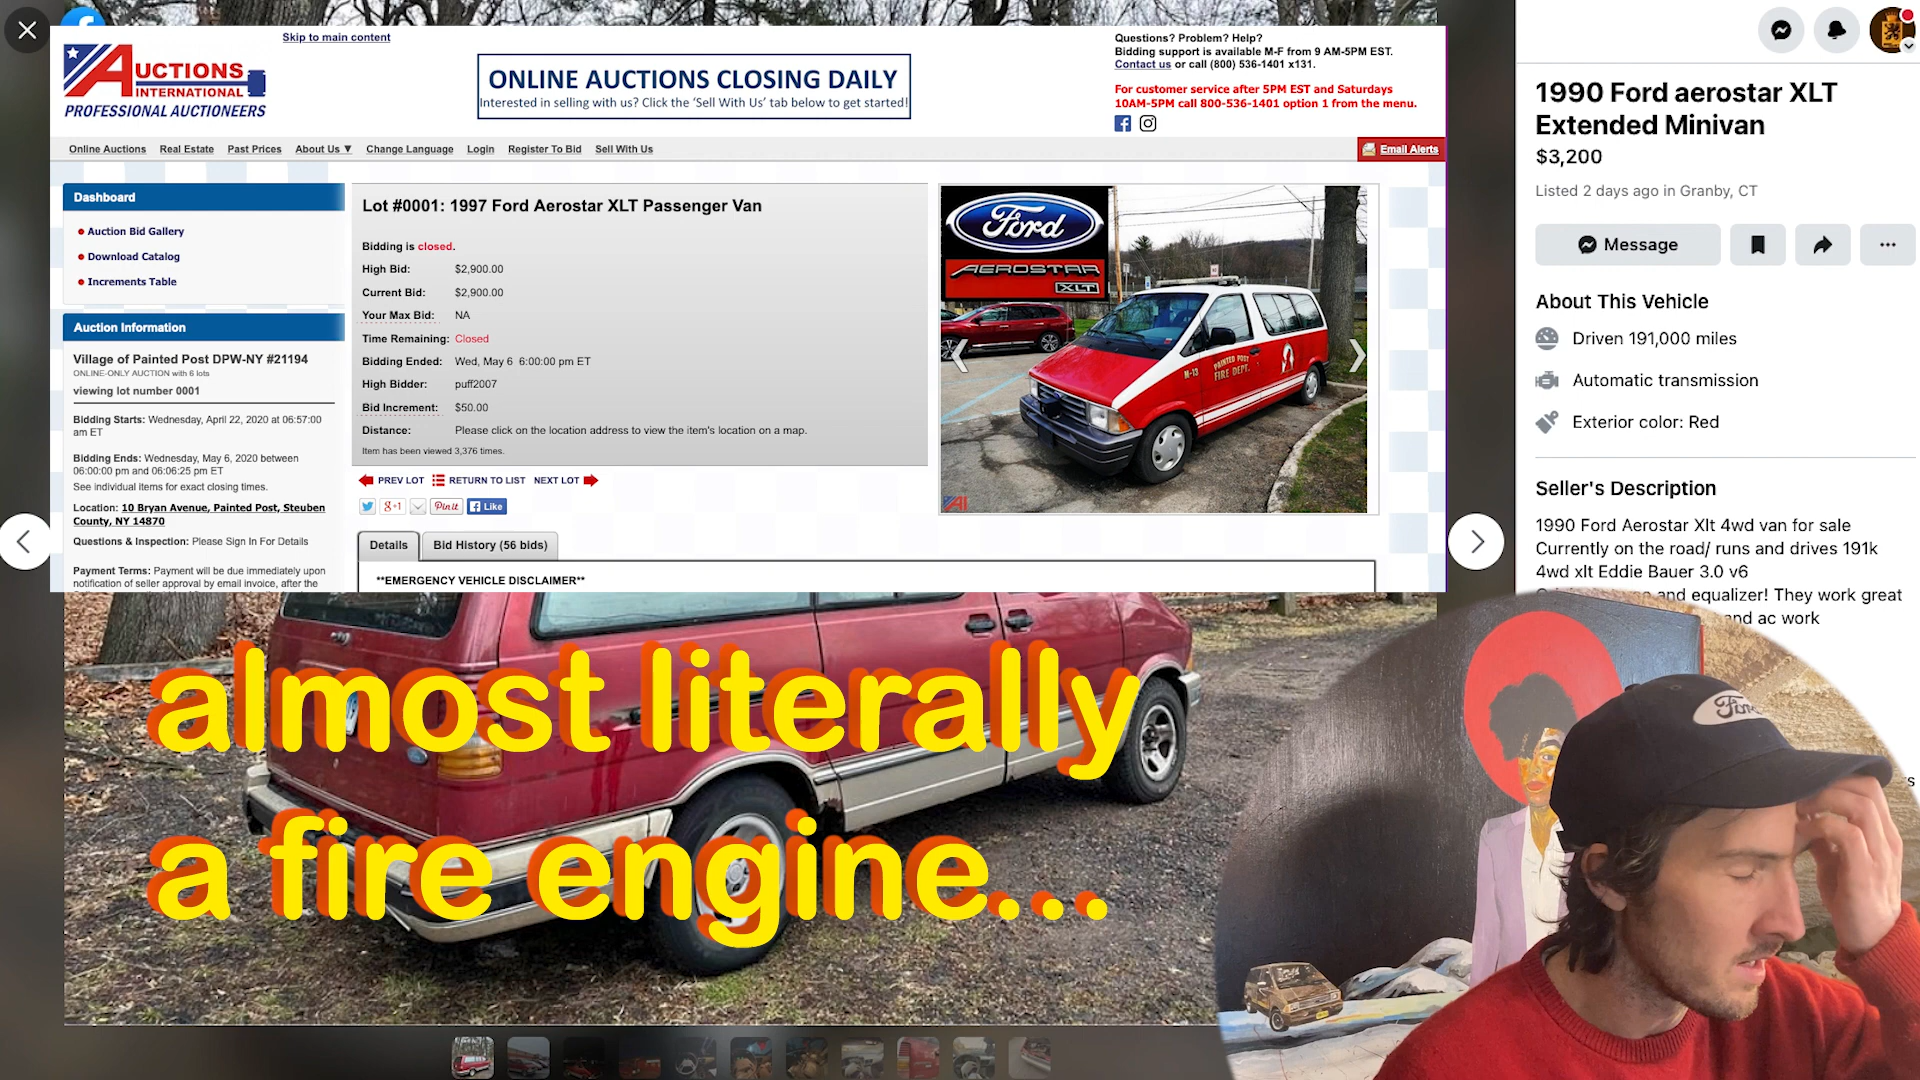 Skip to main content
AUCTIONS
INTERNATIONAL
PROFESSIONAL AUCTIONEERS
ONLINE AUCTIONS CLOSING DAILY
Interested in selling with us? Click the ‘Sell With Us’ tab below to get started!
Questions? Problem? Help?
Bidding support is available M-F from 9 AM-5PM EST.
Contact us or call (800) 536-1401 x131.
For customer service after 5PM EST and Saturdays
10AM-5PM call 800-536-1401 option 1 from the menu.
Online Auctions Real Estate Past Prices About Us ▼ Change Language Login Register To Bid Sell With Us
Email Alerts
Dashboard
Auction Bid Gallery
Download Catalog
Increments Table
Auction Information
Village of Painted Post DPW-NY #21194
ONLINE-ONLY AUCTION with 6 lots
viewing lot number 0001
Bidding Starts: Wednesday, April 22, 2020 at 06:57:00
am ET
Bidding Ends: Wednesday, May 6, 2020 between
06:00:00 pm and 06:06:25 pm ET
See individual items for exact closing times.
Location: 10 Bryan Avenue, Painted Post, Steuben
County, NY 14870
Questions & Inspection: Please Sign In For Details
Payment Terms: Payment will be due immediately upon
notification of seller approval by email invoice, after the
Lot #0001: 1997 Ford Aerostar XLT Passenger Van
Bidding is closed.
High Bid: $2,900.00
Current Bid: $2,900.00
Your Max Bid: NA
Time Remaining: Closed
Bidding Ended: Wed, May 6 6:00:00 pm ET
High Bidder: puff2007
Bid Increment: $50.00
Distance: Please click on the location address to view the item's location on a map.
Item has been viewed 3,376 times.
PREV LOT RETURN TO LIST NEXT LOT
g+1
Pin it
Like
Details
Bid History (56 bids)
**EMERGENCY VEHICLE DISCLAIMER**
Ford
AEROSTAR
XLT
M-13
PAINTED POST
FIRE DEPT.
AI
1990 Ford aerostar XLT
Extended Minivan
$3,200
Listed 2 days ago in Granby, CT
Message
About This Vehicle
Driven 191,000 miles
Automatic transmission
Exterior color: Red
Seller's Description
1990 Ford Aerostar Xlt 4wd van for sale
Currently on the road/ runs and drives 191k
4wd xlt Eddie Bauer 3.0 v6
and equalizer! They work great
and ac work
almost literally
a fire engine...
Ford